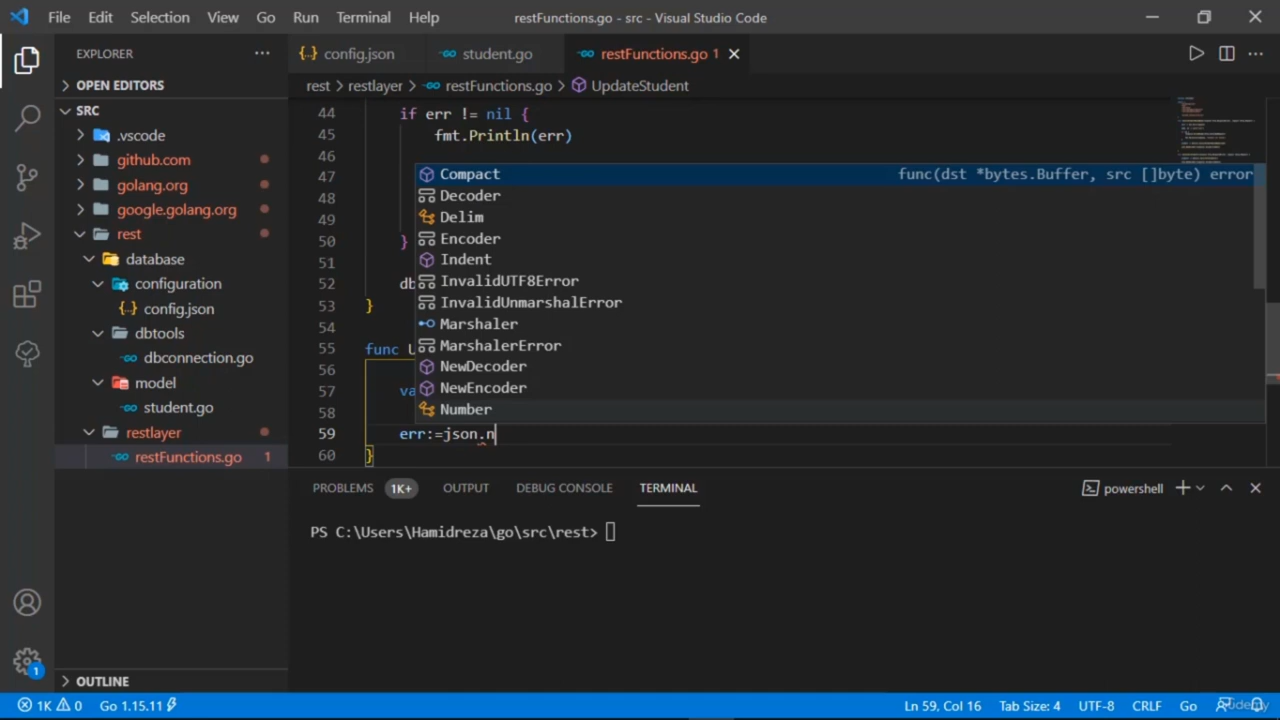 File Edit Selection View Go Run Terminal Help restFunctions.go - src - Visual Studio Code
EXPLORER
config.json student.go restFunctions.go 1
OPEN EDITORS
rest > restlayer > restFunctions.go > UpdateStudent
SRC
.vscode
github.com
golang.org
google.golang.org
rest
database
configuration
config.json
dbtools
dbconnection.go
model
student.go
restlayer
restFunctions.go 1
OUTLINE
44 if err != nil {
45 fmt.Println(err)
46
47
48
49
50 }
51
52 db
53 }
54
55 func U
56
57 va
58
59 err:=json.n
60 }
Compact func(dst *bytes.Buffer, src []byte) error
Decoder
Delim
Encoder
Indent
InvalidUTF8Error
InvalidUnmarshalError
Marshaler
MarshalerError
NewDecoder
NewEncoder
Number
PROBLEMS 1K+ OUTPUT DEBUG CONSOLE TERMINAL powershell
PS C:\Users\Hamidreza\go\src\rest>
1
1K 0 Go 1.15.11 Ln 59, Col 16 Tab Size: 4 UTF-8 CRLF Go